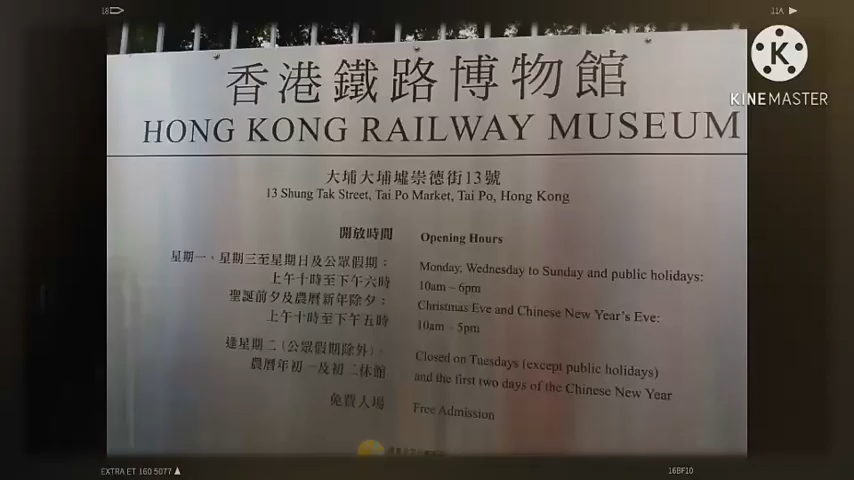 18
11A
K
KINEMASTER
香港鐵路博物館
HONG KONG RAILWAY MUSEUM
大埔大埔墟崇德街13號
13 Shung Tak Street, Tai Po Market, Tai Po, Hong Kong
開放時間
Opening Hours
星期一、星期三至星期日及公眾假期：
Monday, Wednesday to Sunday and public holidays:
上午十時至下午六時
10am – 6pm
聖誕前夕及農曆新年除夕：
Christmas Eve and Chinese New Year's Eve:
上午十時至下午五時
10am – 5pm
逢星期二（公眾假期除外）、
Closed on Tuesdays (except public holidays)
農曆年初一及初二休館
and the first two days of the Chinese New Year
免費入場
Free Admission
EXTRA ET 160 5077
16BF10